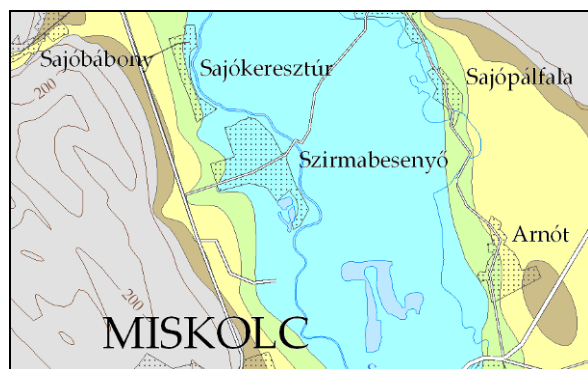 Sajóbábony
Sajókeresztúr
Sajópálfala
200
Szirmabesenyő
Arnót
200
MISKOLC